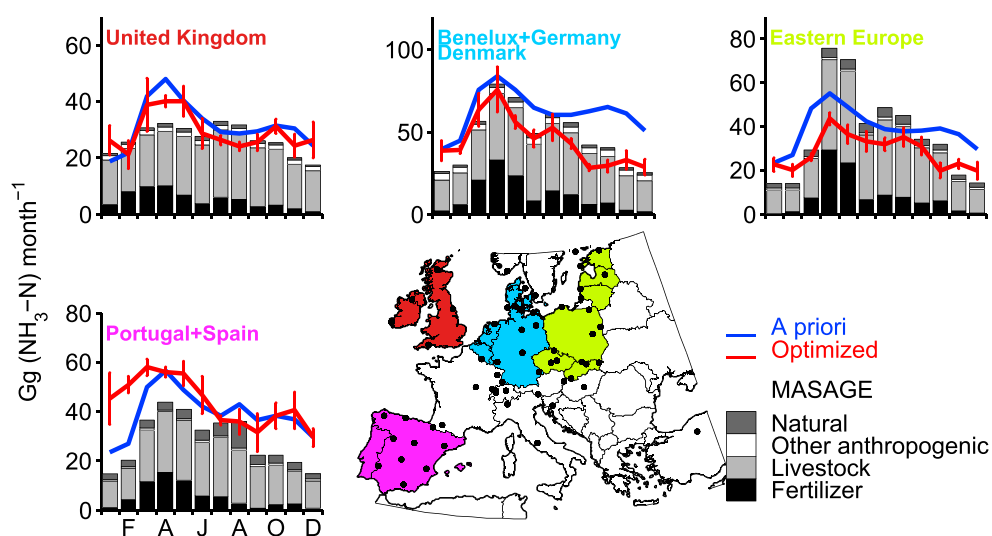 United Kingdom
60
40
20
0
Benelux+Germany
Denmark
100
50
0
Eastern Europe
80
60
40
20
0
Gg (NH3−N) month−1
Portugal+Spain
80
60
40
20
0
F A J A O D
A priori
Optimized
MASAGE
Natural
Other anthropogenic
Livestock
Fertilizer